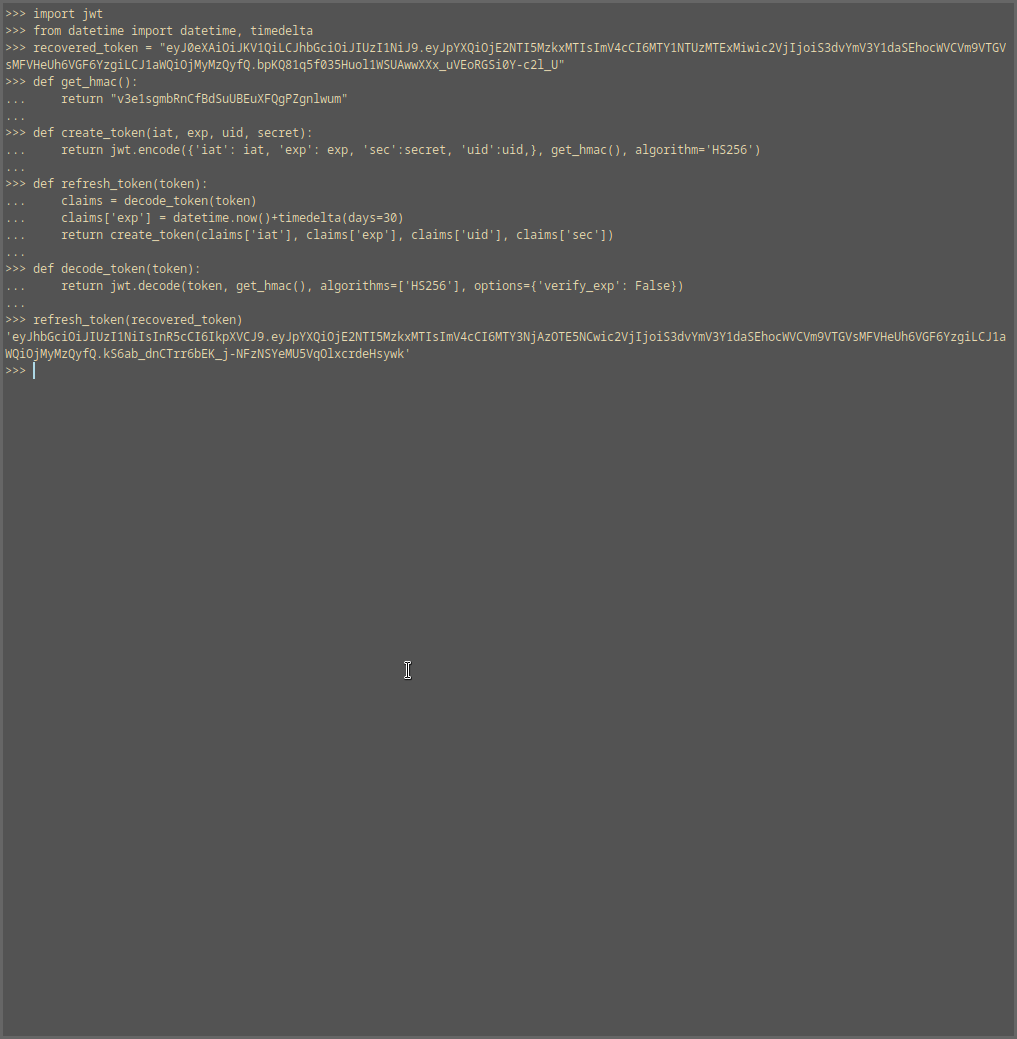 >>> import jwt
>>> from datetime import datetime, timedelta
>>> recovered_token = "eyJ0eXAiOiJKV1QiLCJhbGciOiJIUzI1NiJ9.eyJpYXQiOjE2NTI5MzkxMTIsImV4cCI6MTY1NTUzMTExMiwic2VjIjoiS3dvYmV3Y1daSEhocWVCVm9VTGV
sMFVHeUh6VGF6YzgiLCJ1aWQiOjMyMzQyfQ.bpKQ81q5f035Huol1WSUAwwXXx_uVEoRGSi0Y-c2l_U"
>>> def get_hmac():
...     return "v3e1sgmbRnCfBdSuUBEuXFQgPZgnlwum"
...
>>> def create_token(iat, exp, uid, secret):
...     return jwt.encode({'iat': iat, 'exp': exp, 'sec':secret, 'uid':uid,}, get_hmac(), algorithm='HS256')
...
>>> def refresh_token(token):
...     claims = decode_token(token)
...     claims['exp'] = datetime.now()+timedelta(days=30)
...     return create_token(claims['iat'], claims['exp'], claims['uid'], claims['sec'])
...
>>> def decode_token(token):
...     return jwt.decode(token, get_hmac(), algorithms=['HS256'], options={'verify_exp': False})
...
>>> refresh_token(recovered_token)
'eyJhbGciOiJIUzI1NiIsInR5cCI6IkpXVCJ9.eyJpYXQiOjE2NTI5MzkxMTIsImV4cCI6MTY3NjAzOTE5NCwic2VjIjoiS3dvYmV3Y1daSEhocWVCVm9VTGVsMFVHeUh6VGF6YzgiLCJ1a
WQiOjMyMzQyfQ.kS6ab_dnCTrr6bEK_j-NFzNSYeMU5VqOlxcrdeHsywk'
>>>